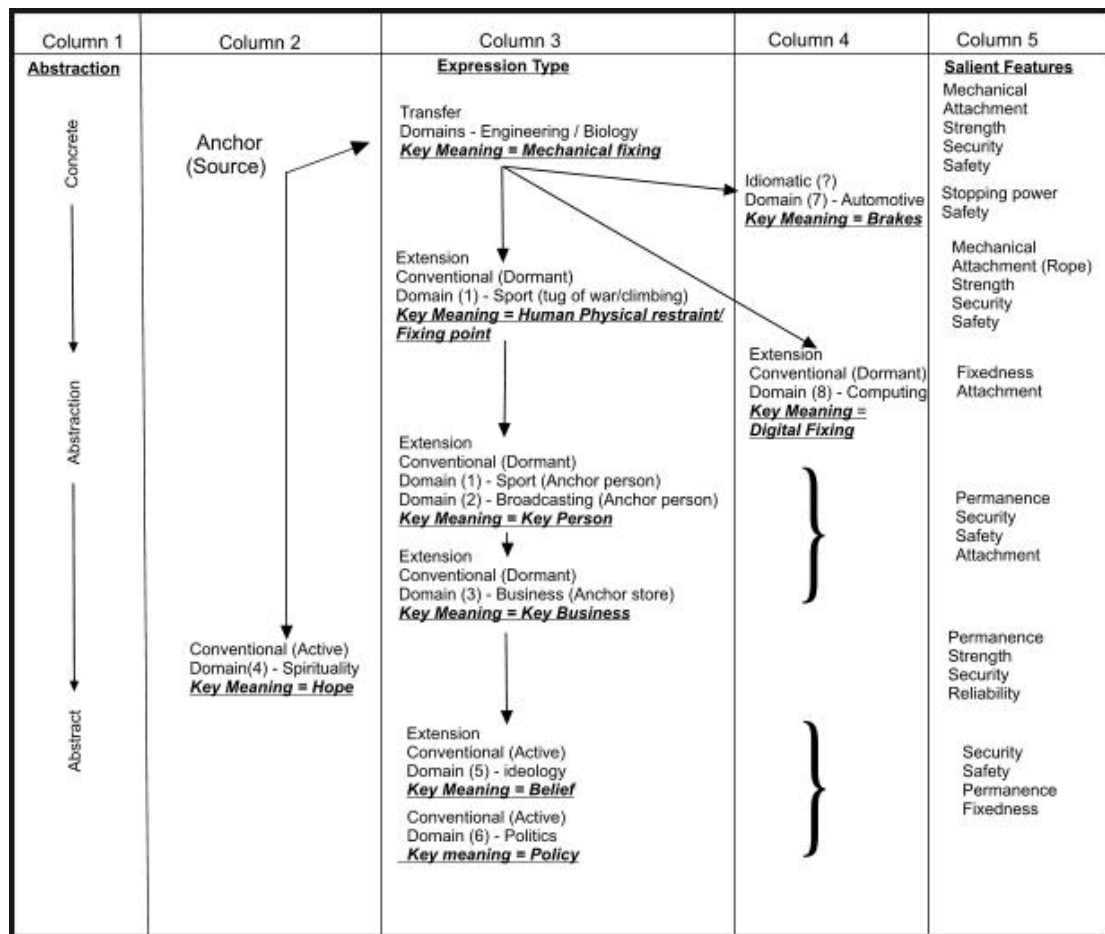 Column 1
Column 2
Column 3
Column 4
Column 5
Abstraction
Expression Type
Salient Features
Concrete
Abstraction
Abstract
Anchor
(Source)
Conventional (Active)
Domain(4) - Spirituality
Key Meaning = Hope
Transfer
Domains - Engineering / Biology
Key Meaning = Mechanical fixing
Extension
Conventional (Dormant)
Domain (1) - Sport (tug of war/climbing)
Key Meaning = Human Physical restraint/
Fixing point
Extension
Conventional (Dormant)
Domain (1) - Sport (Anchor person)
Domain (2) - Broadcasting (Anchor person)
Key Meaning = Key Person
Extension
Conventional (Dormant)
Domain (3) - Business (Anchor store)
Key Meaning = Key Business
Extension
Conventional (Active)
Domain (5) - ideology
Key Meaning = Belief
Conventional (Active)
Domain (6) - Politics
Key meaning = Policy
Idiomatic (?)
Domain (7) - Automotive
Key Meaning = Brakes
Extension
Conventional (Dormant)
Domain (8) - Computing
Key Meaning =
Digital Fixing
Mechanical
Attachment
Strength
Security
Safety
Stopping power
Safety
Mechanical
Attachment (Rope)
Strength
Security
Safety
Fixedness
Attachment
Permanence
Security
Safety
Attachment
Permanence
Strength
Security
Reliability
Security
Safety
Permanence
Fixedness